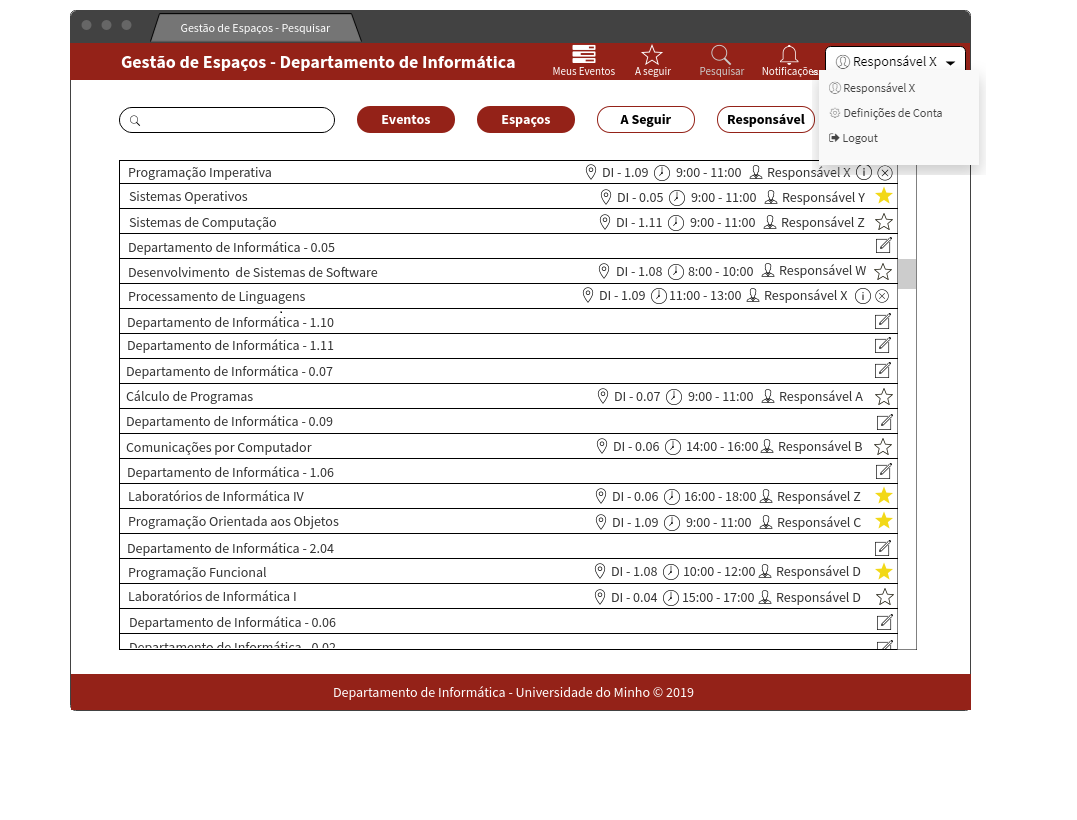 Gestão de Espaços - Pesquisar
Gestão de Espaços - Departamento de Informática
Meus Eventos
A seguir
Pesquisar
Notificações
Responsável X
Responsável X
Definições de Conta
Logout
Eventos
Espaços
A Seguir
Responsável
Programação Imperativa DI - 1.09 9:00 - 11:00 Responsável X
Sistemas Operativos DI - 0.05 9:00 - 11:00 Responsável Y
Sistemas de Computação DI - 1.11 9:00 - 11:00 Responsável Z
Departamento de Informática - 0.05
Desenvolvimento de Sistemas de Software DI - 1.08 8:00 - 10:00 Responsável W
Processamento de Linguagens DI - 1.09 11:00 - 13:00 Responsável X
Departamento de Informática - 1.10
Departamento de Informática - 1.11
Departamento de Informática - 0.07
Cálculo de Programas DI - 0.07 9:00 - 11:00 Responsável A
Departamento de Informática - 0.09
Comunicações por Computador DI - 0.06 14:00 - 16:00 Responsável B
Departamento de Informática - 1.06
Laboratórios de Informática IV DI - 0.06 16:00 - 18:00 Responsável Z
Programação Orientada aos Objetos DI - 1.09 9:00 - 11:00 Responsável C
Departamento de Informática - 2.04
Programação Funcional DI - 1.08 10:00 - 12:00 Responsável D
Laboratórios de Informática I DI - 0.04 15:00 - 17:00 Responsável D
Departamento de Informática - 0.06
Departamento de Informática - 0.02
Departamento de Informática - Universidade do Minho © 2019